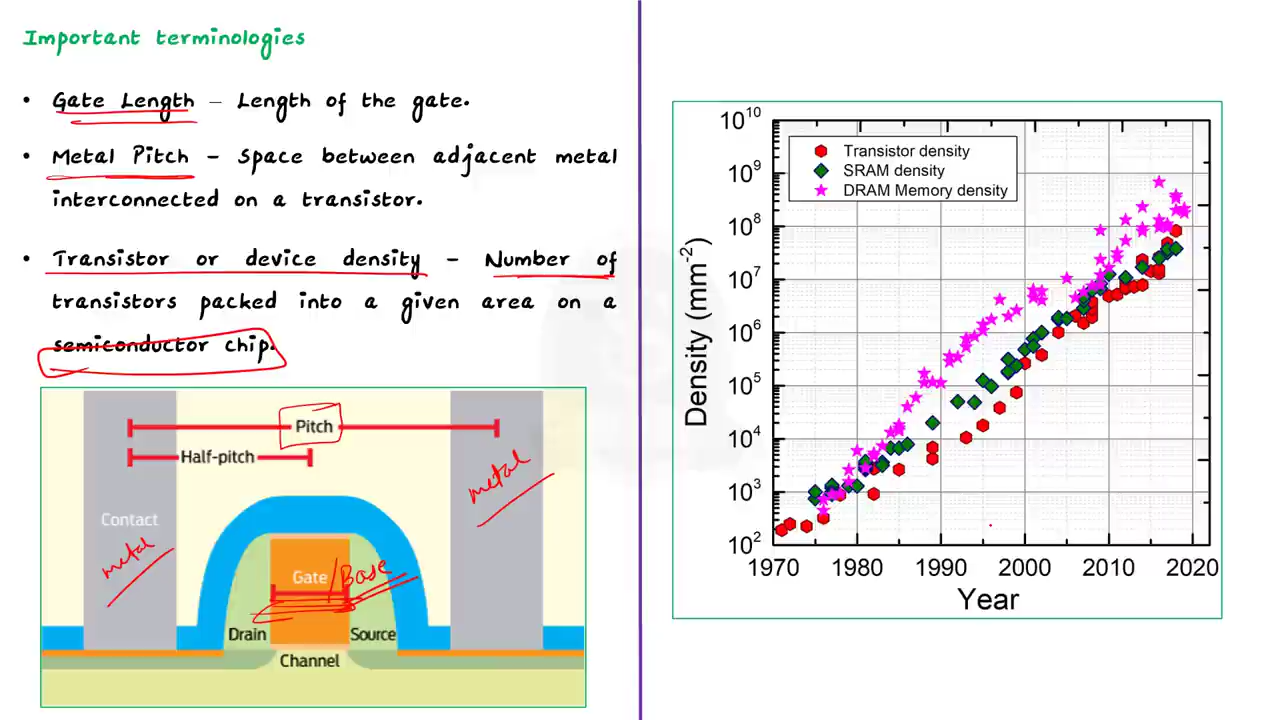 Important terminologies
• Gate Length – Length of the gate.
• Metal Pitch – Space between adjacent metal
interconnected on a transistor.
• Transistor or device density – Number of
transistors packed into a given area on a
semiconductor chip.
Pitch
Half-pitch
Contact
metal
metal
Gate
/Base
Drain
Source
Channel
10^10
10^9
10^8
10^7
10^6
10^5
10^4
10^3
10^2
Density (mm^-2)
Transistor density
SRAM density
DRAM Memory density
1970 1980 1990 2000 2010 2020
Year